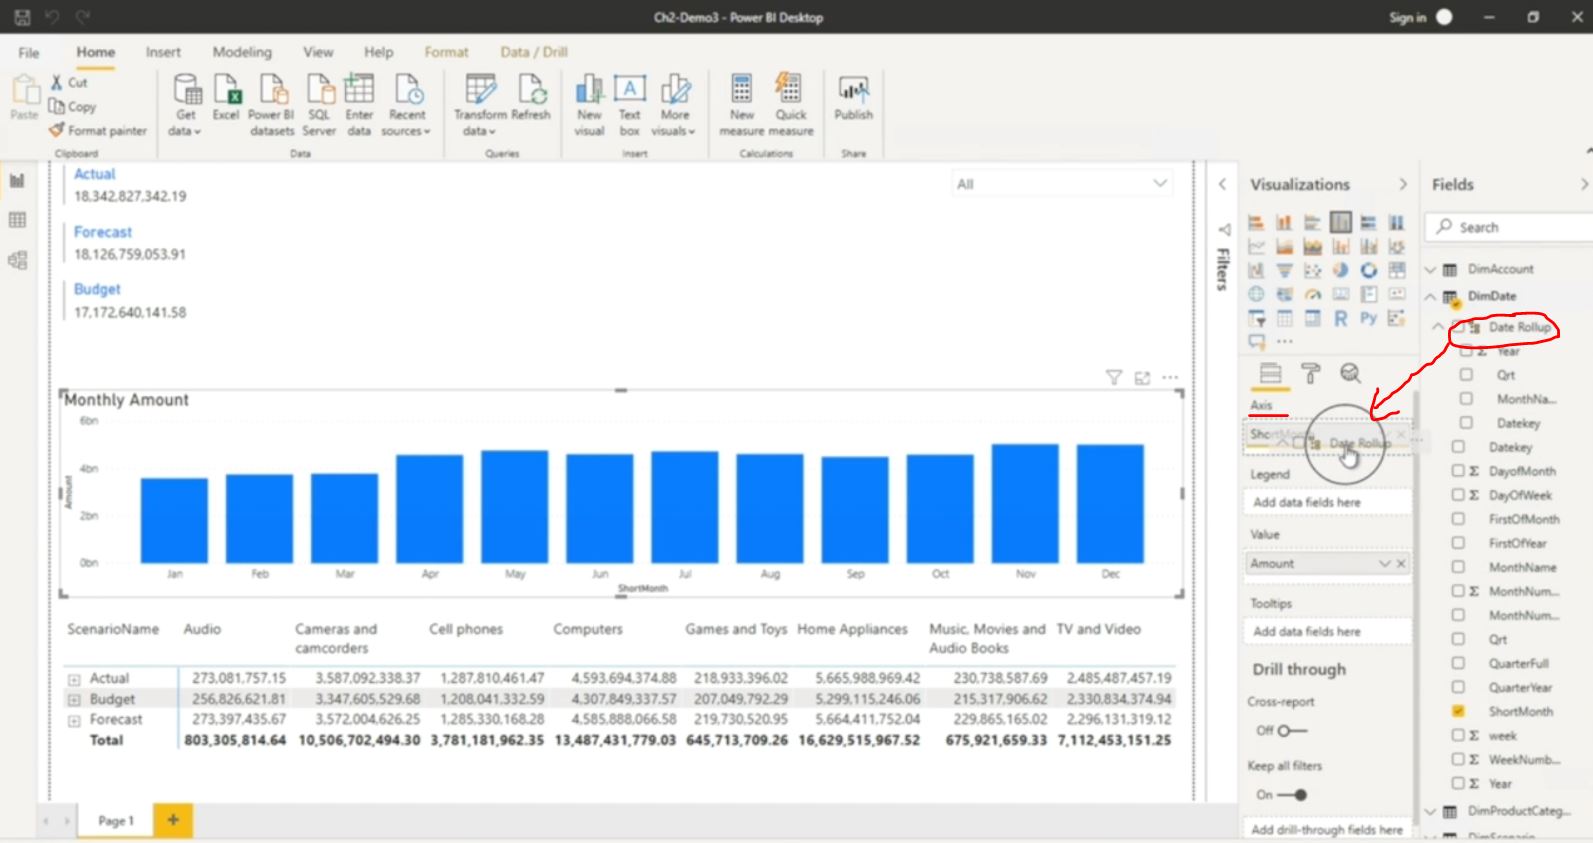 Ch2-Demo3 - Power BI Desktop
Sign in
File Home Insert Modeling View Help Format Data / Drill
Paste
Cut
Copy
Format painter
Clipboard
Get data
Excel
Power BI datasets
SQL Server
Enter data
Recent sources
Data
Transform data
Refresh
Queries
New visual
Text box
More visuals
Insert
New measure
Quick measure
Calculations
Publish
Share
Actual
18,342,827,342.19
Forecast
18,126,759,053.91
Budget
17,172,640,141.58
All
Monthly Amount
6bn
4bn
2bn
0bn
Amount
Jan Feb Mar Apr May Jun Jul Aug Sep Oct Nov Dec
ShortMonth
ScenarioName Audio Cameras and camcorders Cell phones Computers Games and Toys Home Appliances Music, Movies and Audio Books TV and Video
Actual 273,081,757.15 3,587,092,338.37 1,287,810,461.47 4,593,694,374.88 218,933,396.02 5,665,988,969.42 230,738,587.69 2,485,487,457.19
Budget 256,826,621.81 3,347,605,529.68 1,208,041,332.59 4,307,849,337.57 207,049,792.29 5,299,115,246.06 215,317,906.62 2,330,834,374.94
Forecast 273,397,435.67 3,572,004,626.25 1,285,330,168.28 4,585,888,066.58 219,730,520.95 5,664,411,752.04 229,865,165.02 2,296,131,319.12
Total 803,305,814.64 10,506,702,494.30 3,781,181,962.35 13,487,431,779.03 645,713,709.26 16,629,515,967.52 675,921,659.33 7,112,453,151.25
Page 1
Filters
Visualizations
R Py
Axis
Date Rollup
Legend
Add data fields here
Value
Amount
Tooltips
Add data fields here
Drill through
Cross-report
Off
Keep all filters
On
Add drill-through fields here
Fields
Search
DimAccount
DimDate
Date Rollup
Year
Qrt
MonthNa...
Datekey
Datekey
DayofMonth
DayOfWeek
FirstOfMonth
FirstOfYear
MonthName
MonthNum...
MonthNum...
Qrt
QuarterFull
QuarterYear
ShortMonth
week
WeekNumb...
Year
DimProductCateg...